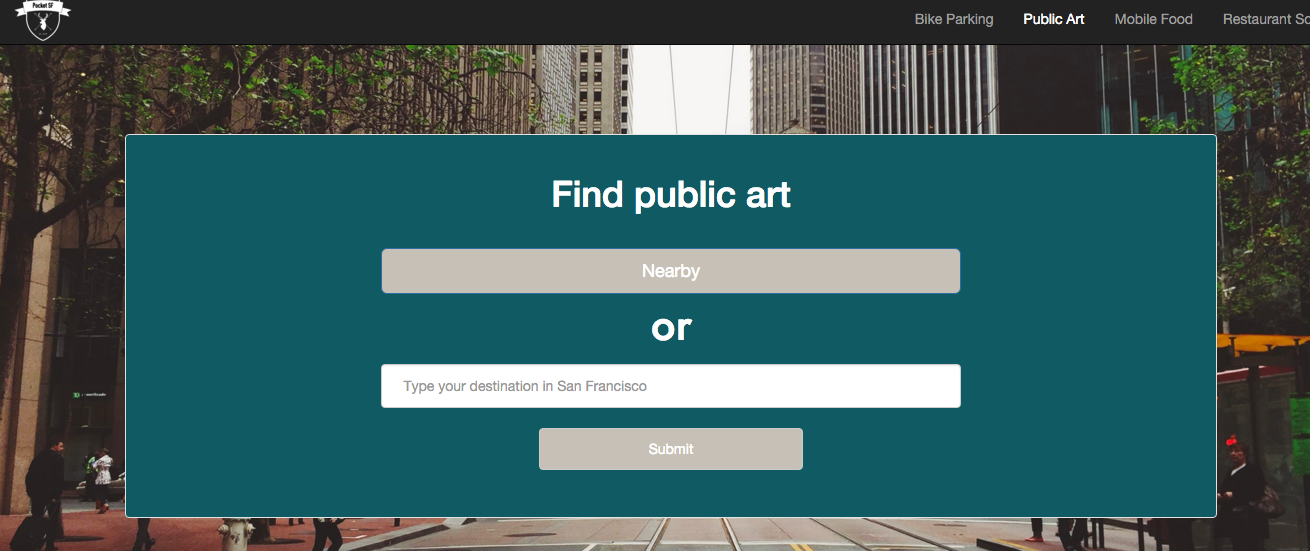 Pocket SF
Bike Parking Public Art Mobile Food Restaurant Sc
Find public art
Nearby
or
Type your destination in San Francisco
Submit